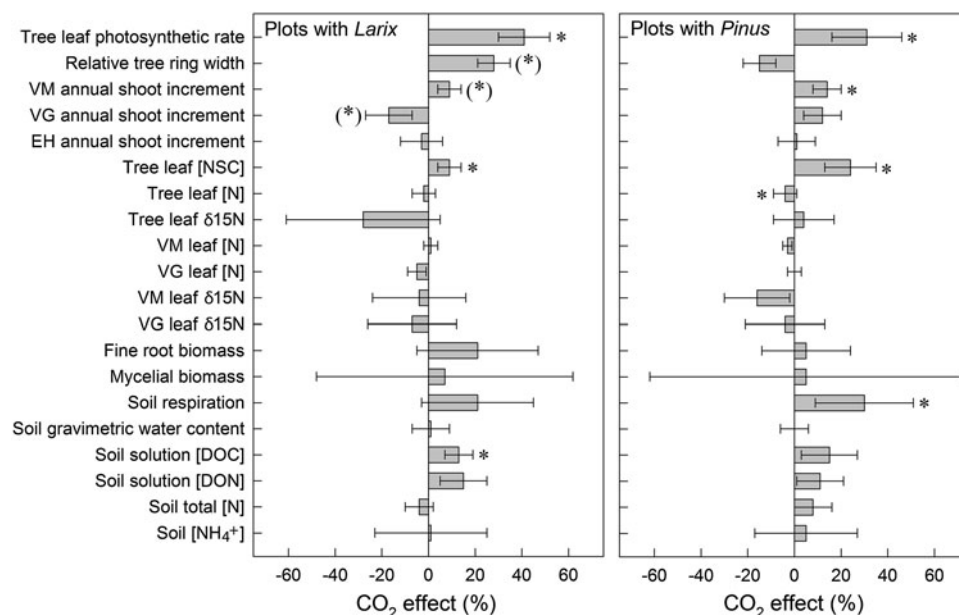 Plots with Larix
Plots with Pinus
Tree leaf photosynthetic rate * *
Relative tree ring width (*)
VM annual shoot increment (*) *
VG annual shoot increment (*)
EH annual shoot increment
Tree leaf [NSC] * *
Tree leaf [N] *
Tree leaf δ15N
VM leaf [N]
VG leaf [N]
VM leaf δ15N
VG leaf δ15N
Fine root biomass
Mycelial biomass
Soil respiration *
Soil gravimetric water content
Soil solution [DOC] *
Soil solution [DON]
Soil total [N]
Soil [NH₄⁺]
-60 -40 -20 0 20 40 60
-60 -40 -20 0 20 40 60
CO₂ effect (%)
CO₂ effect (%)